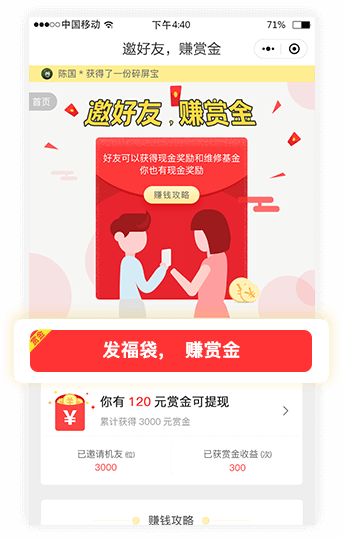 中国移动 下午4:40 71%
邀好友，赚赏金
陈国 * 获得了一份碎屏宝
首页
邀好友，赚赏金
好友可以获得现金奖励和维修基金
你也有现金奖励
赚钱攻略
赏金
发福袋， 赚赏金
你有 120 元赏金可提现
累计获得 3000 元赏金
¥
已邀请机友 (位) 已获赏金收益 (次)
3000 300
赚钱攻略